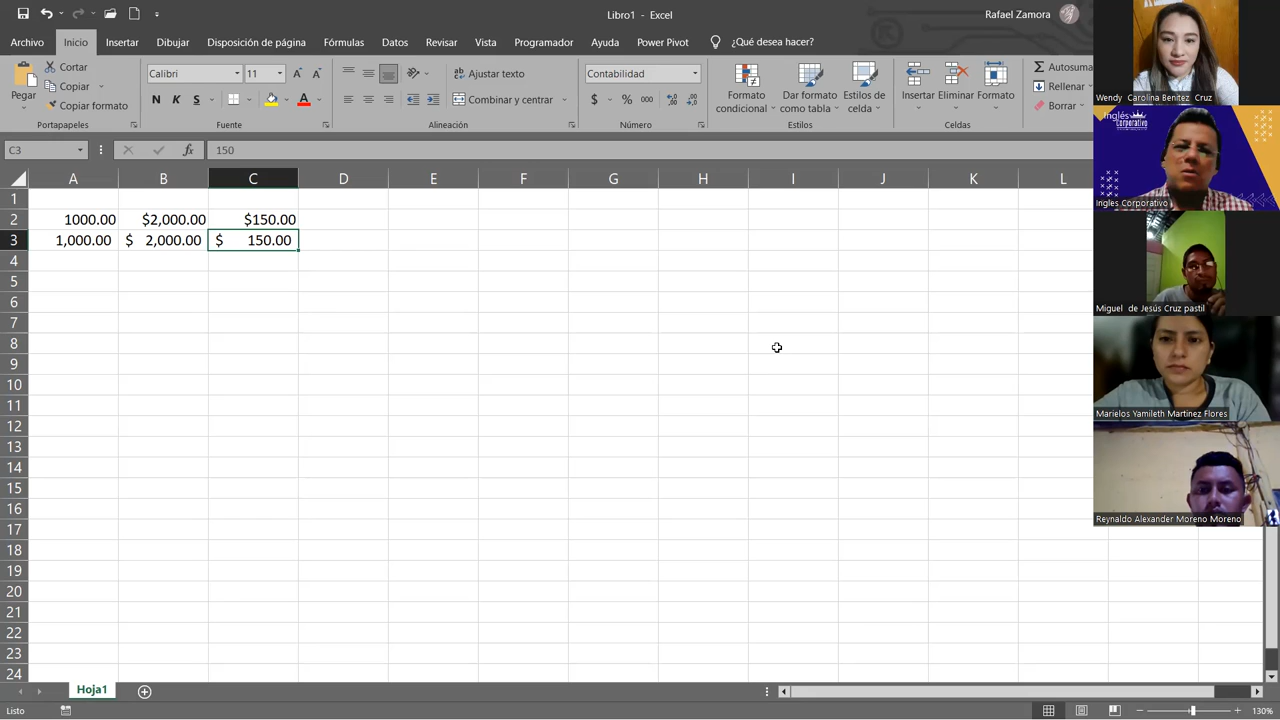 Libro1 - Excel
Rafael Zamora
Archivo Inicio Insertar Dibujar Disposición de página Fórmulas Datos Revisar Vista Programador Ayuda Power Pivot ¿Qué desea hacer?
Pegar
Cortar
Copiar
Copiar formato
Portapapeles
Calibri 11
N K S
Fuente
Ajustar texto
Combinar y centrar
Alineación
Contabilidad
$ % 000
Número
Formato condicional
Dar formato como tabla
Estilos de celda
Estilos
Insertar Eliminar Formato
Celdas
Autosuma
Rellenar
Borrar
C3 fx 150
A B C D E F G H I J K L
1
2 1000.00 $2,000.00 $150.00
3 1,000.00 $ 2,000.00 $ 150.00
4
5
6
7
8
9
10
11
12
13
14
15
16
17
18
19
20
21
22
23
24
Hoja1
Listo
130%
Wendy Carolina Benitez Cruz
Inglés Corporativo
Ingles Corporativo
Miguel de Jesús Cruz pastil
Marielos Yamileth Martinez Flores
Reynaldo Alexander Moreno Moreno